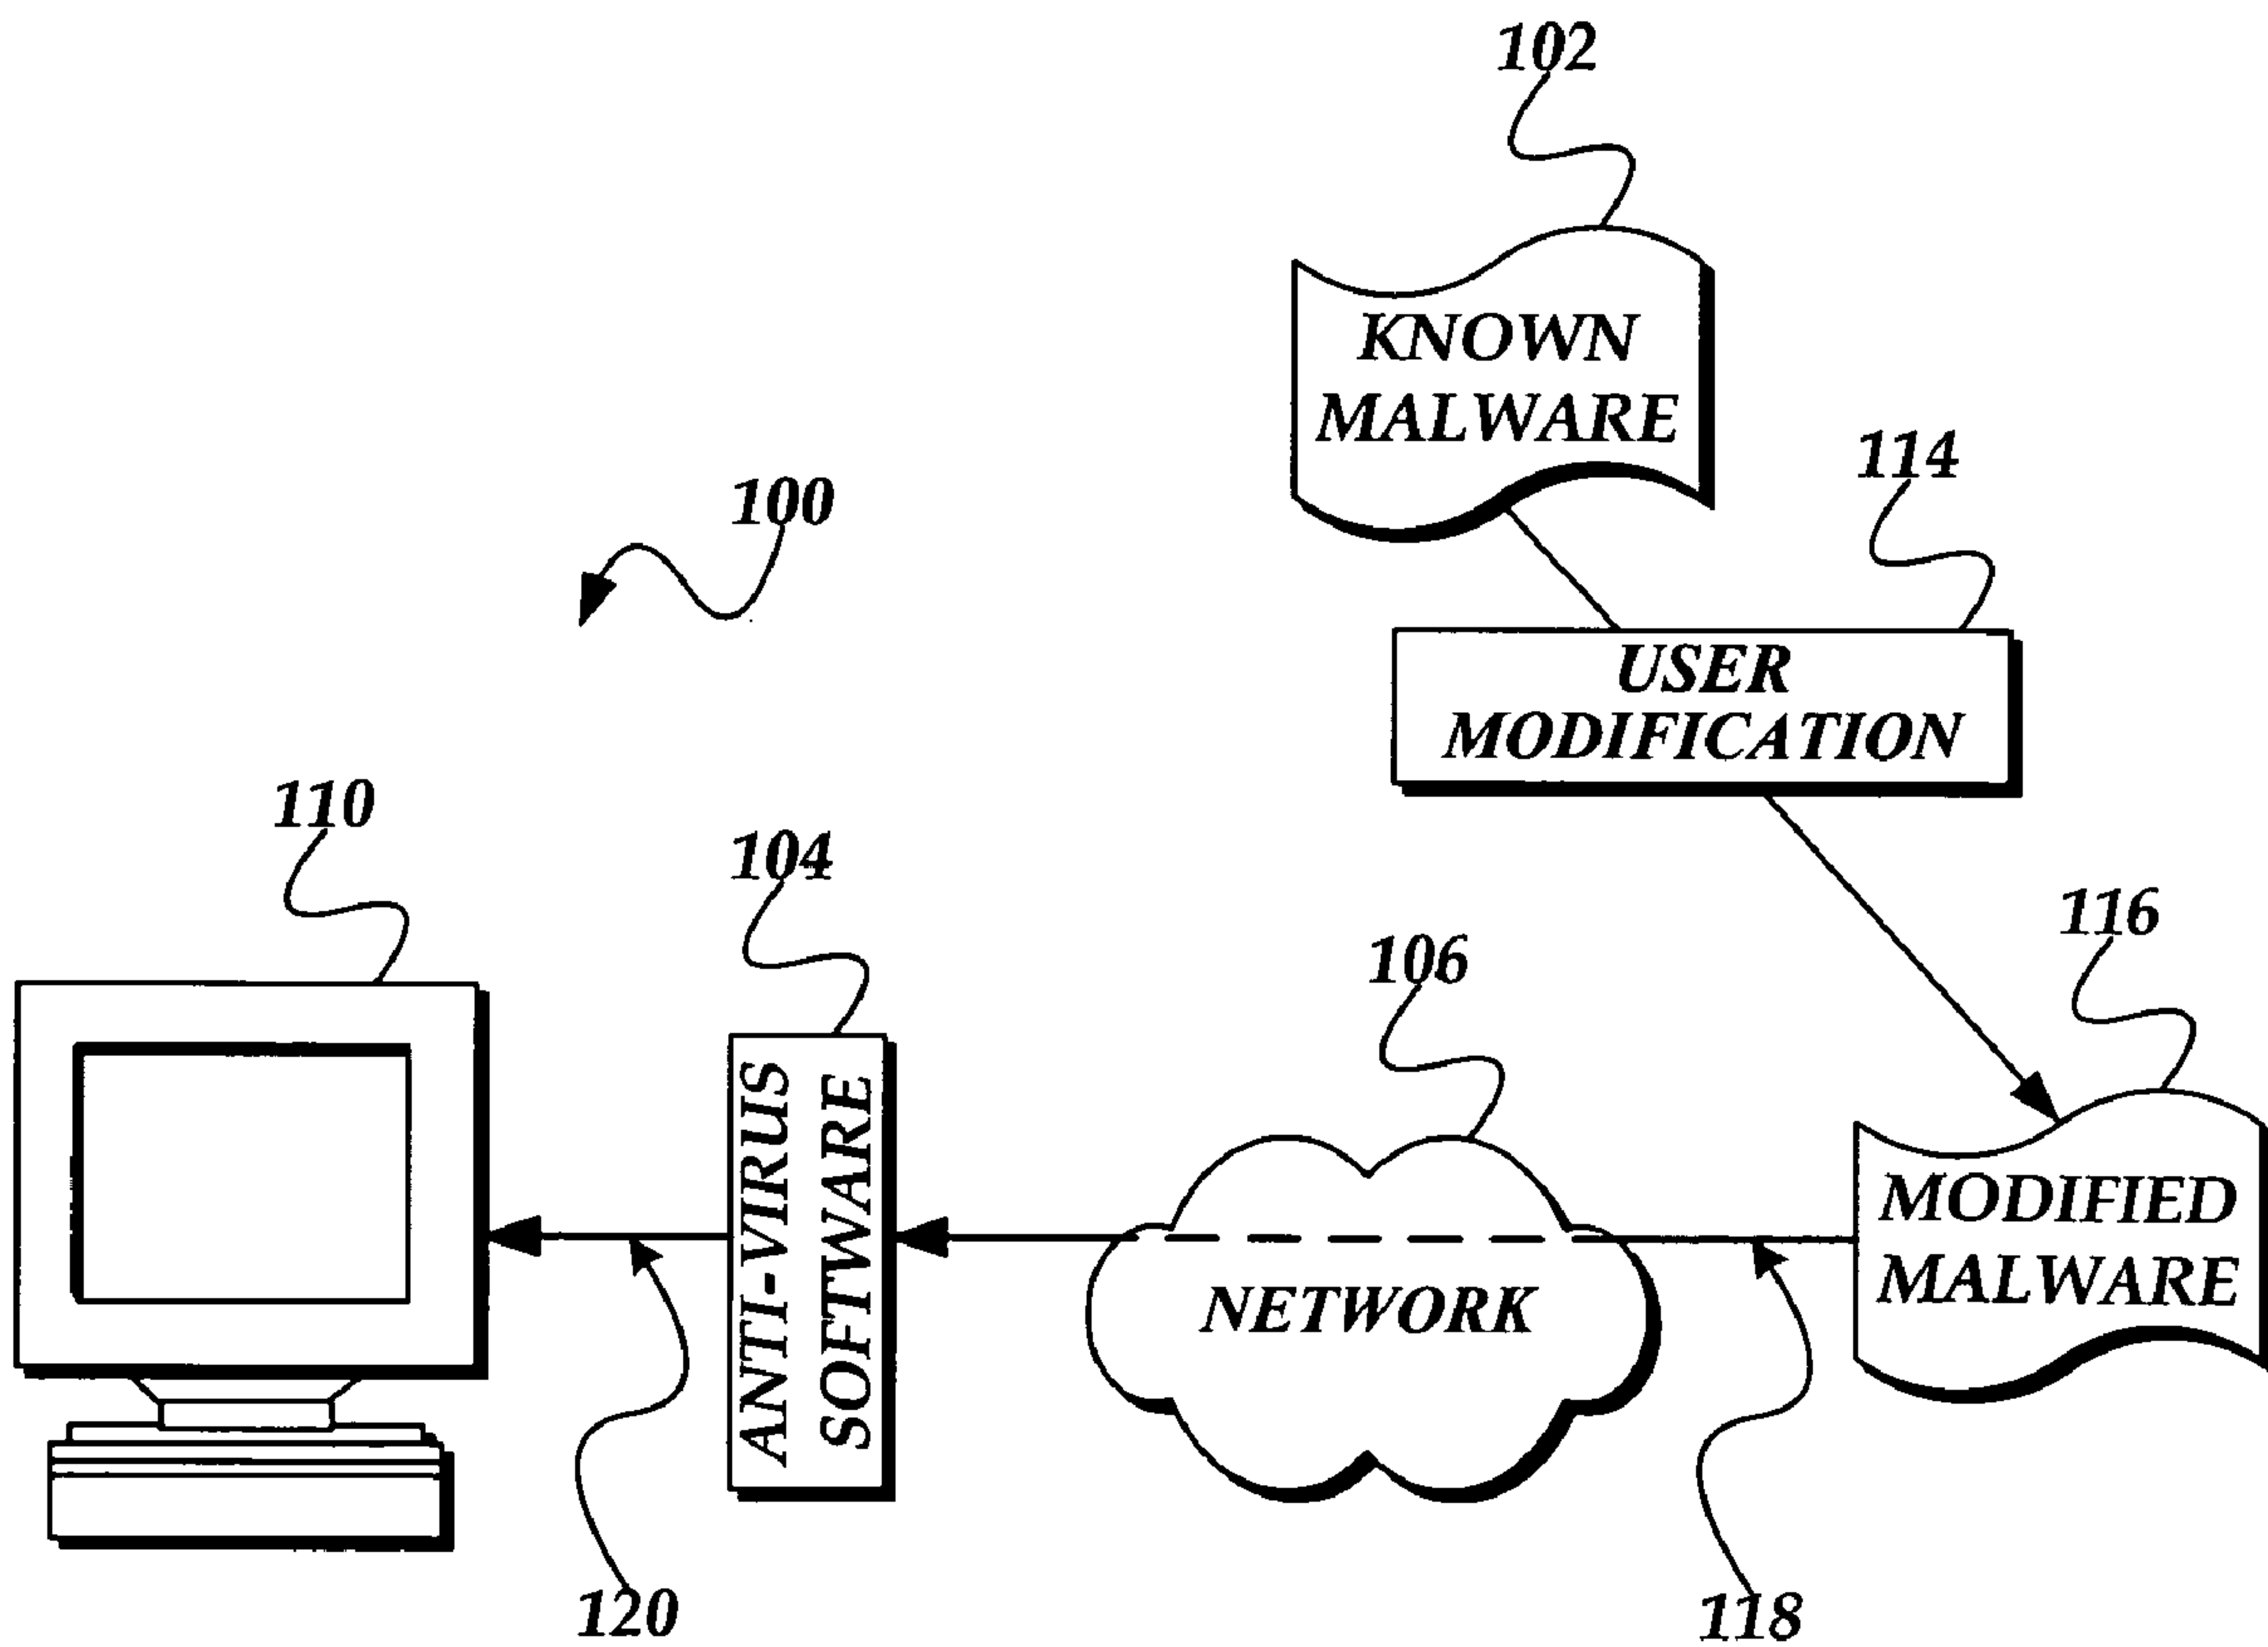 102
KNOWN
MALWARE
114
100
USER
MODIFICATION
110
104
106
116
ANTI-VIRUS
SOFTWARE
NETWORK
MODIFIED
MALWARE
120
118